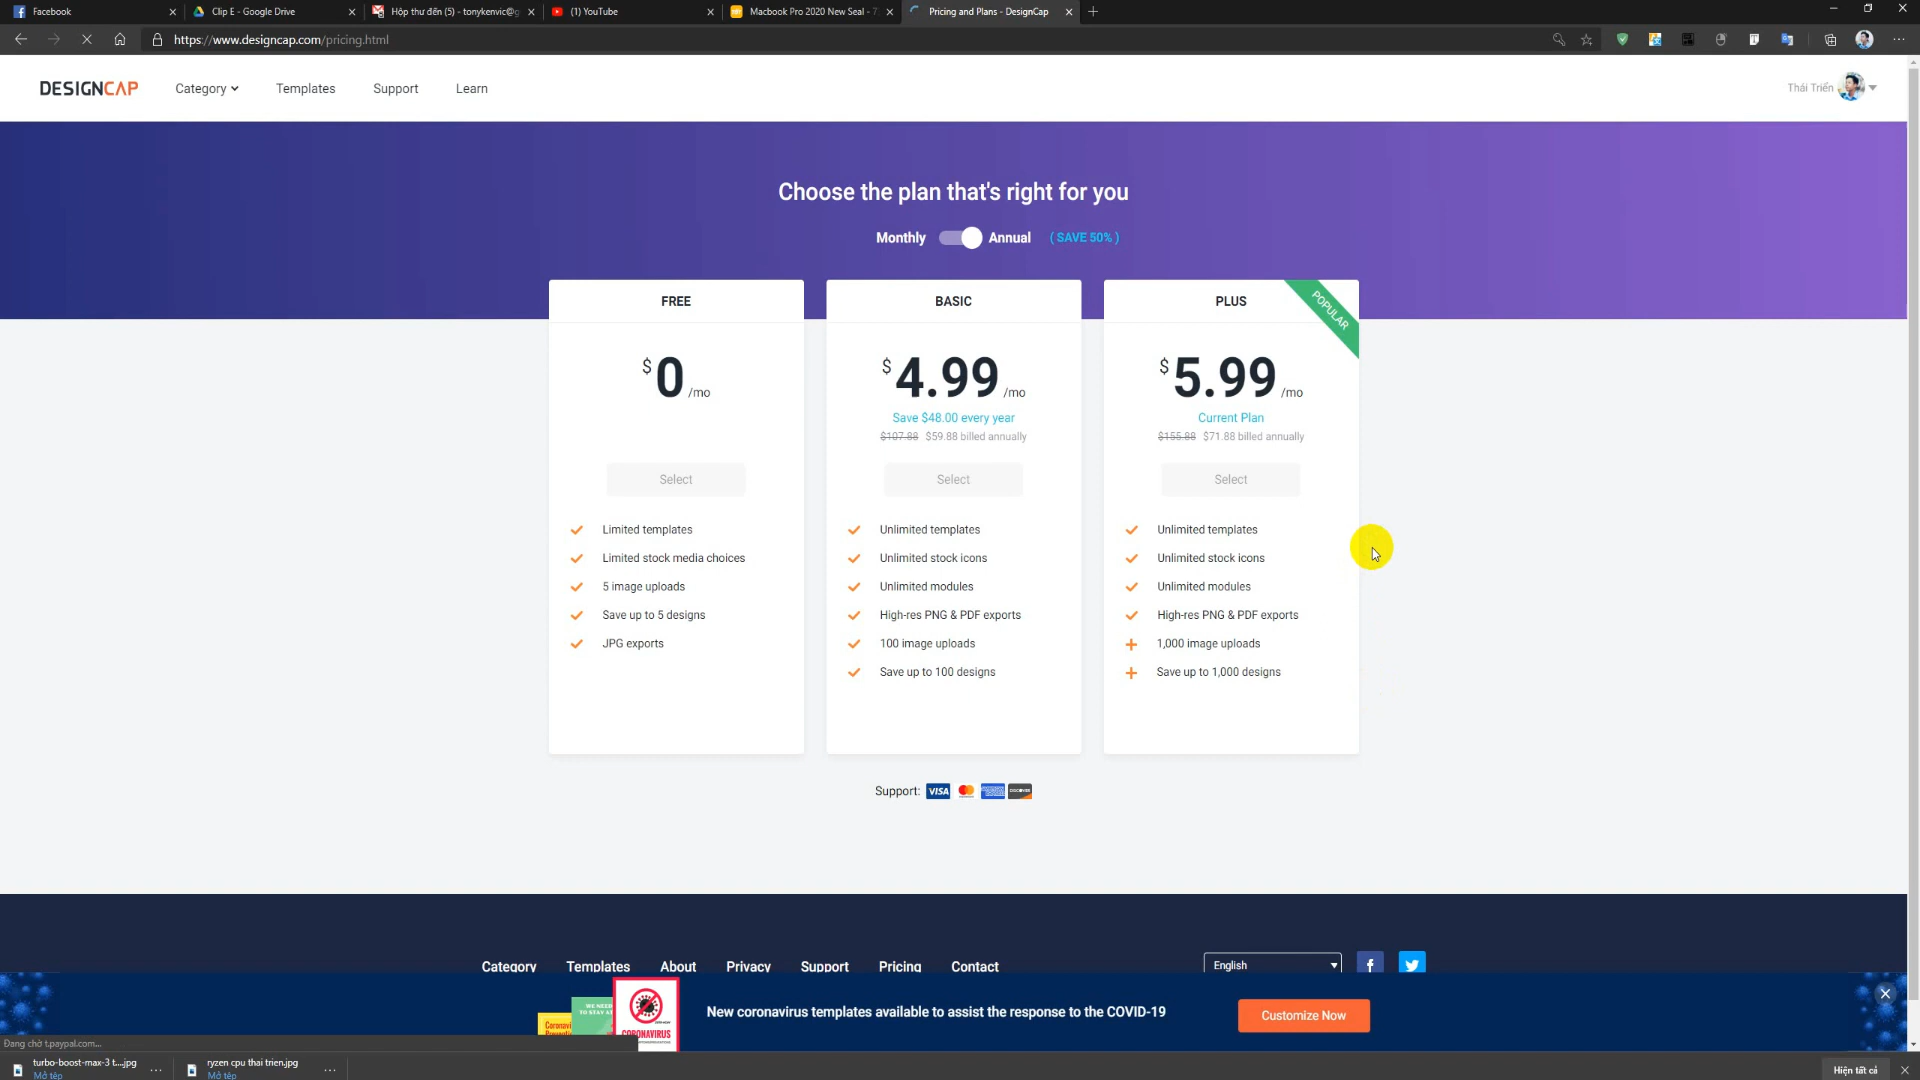 Facebook
Clip E - Google Drive
Hộp thư đến (5) - tonykenvic@g
(1) YouTube
Macbook Pro 2020 New Seal - 7
Pricing and Plans - DesignCap
https://www.designcap.com/pricing.html
DESIGNCAP
Category
Templates
Support
Learn
Thái Triển
Choose the plan that's right for you
Monthly
Annual
( SAVE 50% )
FREE
$0 /mo
Select
Limited templates
Limited stock media choices
5 image uploads
Save up to 5 designs
JPG exports
BASIC
$4.99 /mo
Save $48.00 every year
$107.88 $59.88 billed annually
Select
Unlimited templates
Unlimited stock icons
Unlimited modules
High-res PNG & PDF exports
100 image uploads
Save up to 100 designs
PLUS
POPULAR
$5.99 /mo
Current Plan
$155.88 $71.88 billed annually
Select
Unlimited templates
Unlimited stock icons
Unlimited modules
High-res PNG & PDF exports
1,000 image uploads
Save up to 1,000 designs
Support: VISA
DISCOVER
Category
Templates
About
Privacy
Support
Pricing
Contact
English
CORONAVIRUS
New coronavirus templates available to assist the response to the COVID-19
Customize Now
Đang chờ t.paypal.com...
turbo-boost-max-3 t....jpg
Mở tệp
ryzen cpu thai trien.jpg
Mở tệp
Hiện tất cả